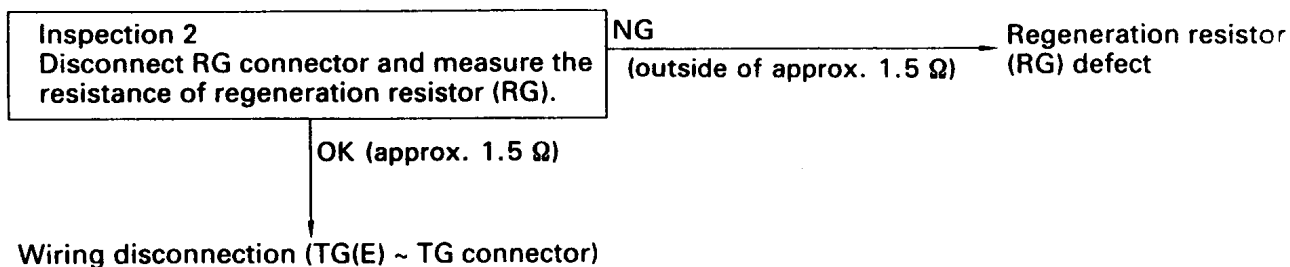 Inspection 2
Disconnect RG connector and measure the
resistance of regeneration resistor (RG).
NG
(outside of approx. 1.5 Ω)
Regeneration resistor
(RG) defect
OK (approx. 1.5 Ω)
Wiring disconnection (TG(E) ~ TG connector)